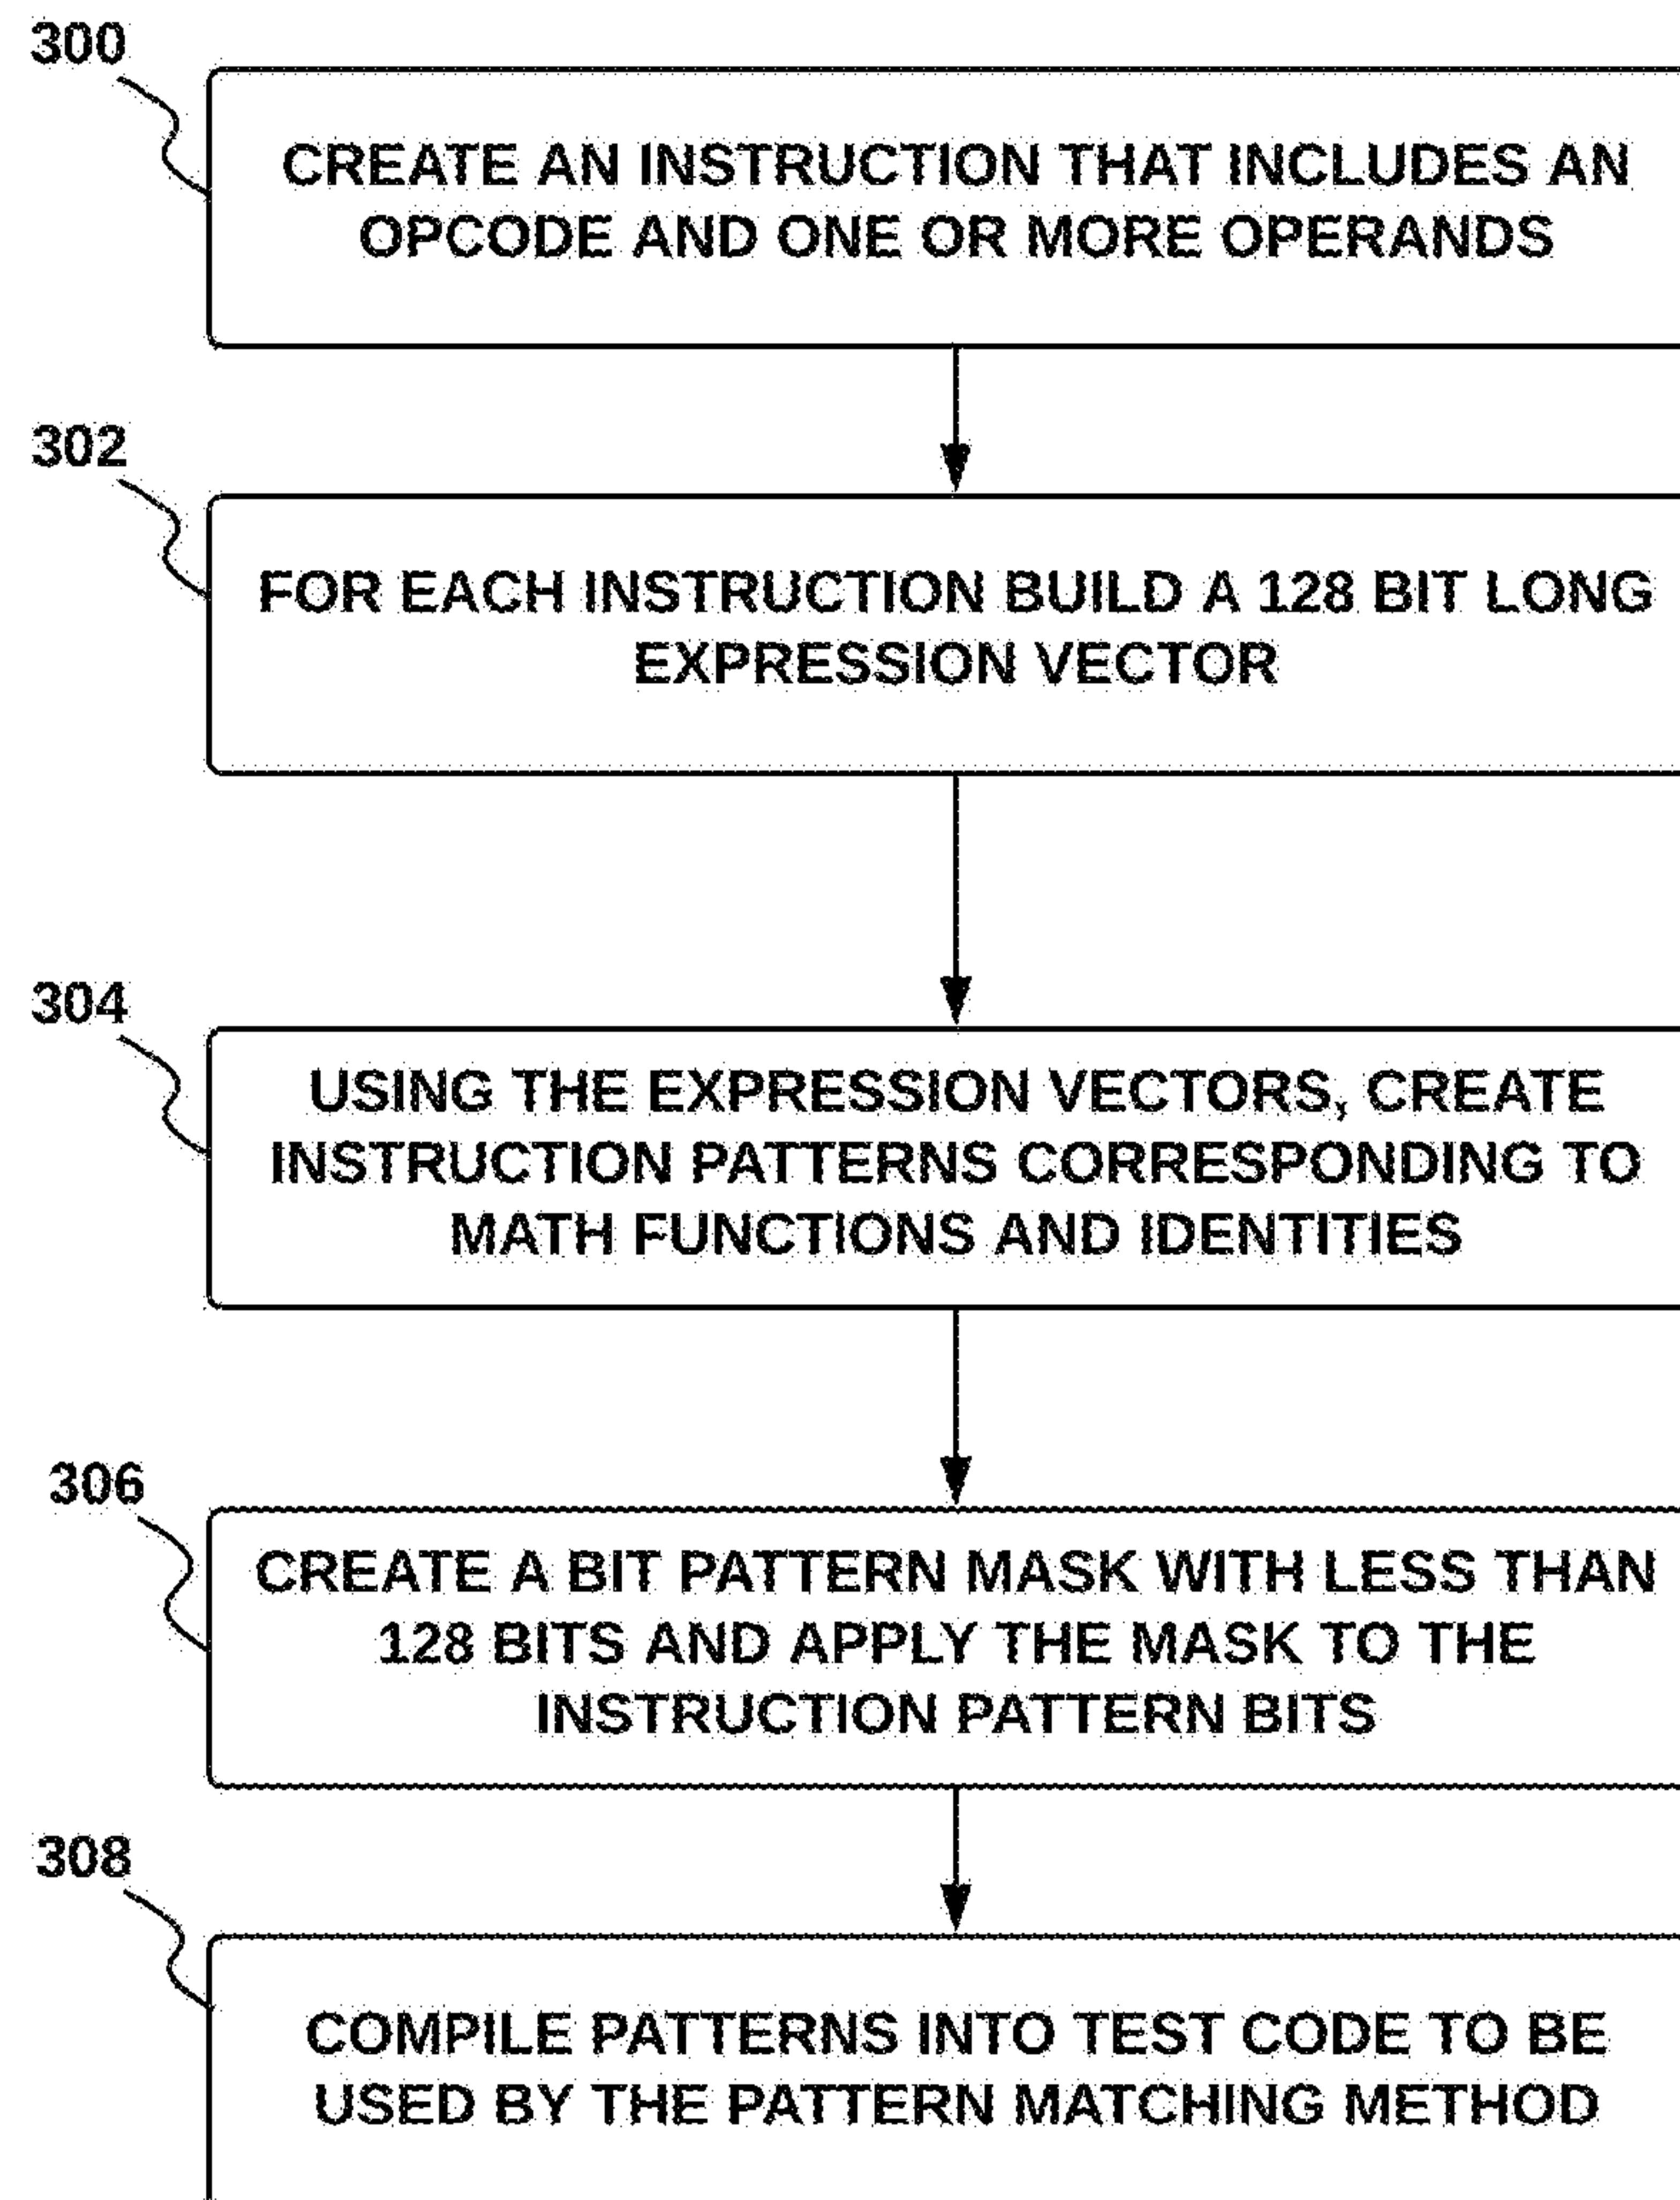 300
CREATE AN INSTRUCTION THAT INCLUDES AN
OPCODE AND ONE OR MORE OPERANDS
302
FOR EACH INSTRUCTION BUILD A 128 BIT LONG
EXPRESSION VECTOR
304
USING THE EXPRESSION VECTORS, CREATE
INSTRUCTION PATTERNS CORRESPONDING TO
MATH FUNCTIONS AND IDENTITIES
306
CREATE A BIT PATTERN MASK WITH LESS THAN
128 BITS AND APPLY THE MASK TO THE
INSTRUCTION PATTERN BITS
308
COMPILE PATTERNS INTO TEST CODE TO BE
USED BY THE PATTERN MATCHING METHOD